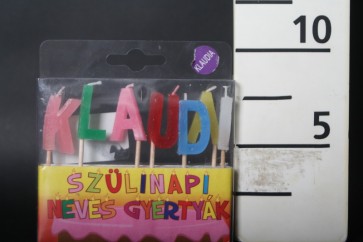 KLAUDIA
KLAUDI
SZÜLINAPI
NEVES GYERTYÁK
10
5